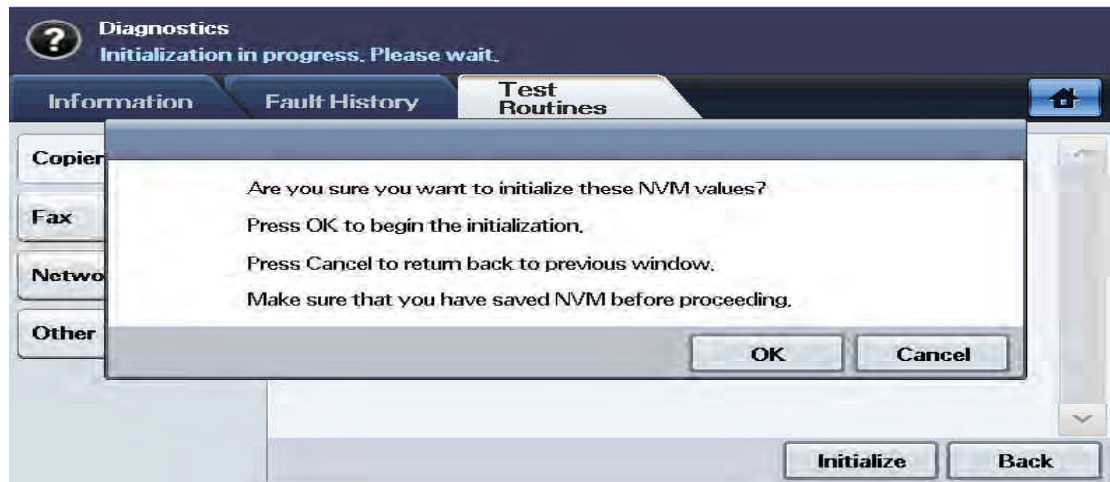 Diagnostics
Initialization in progress. Please wait.
Information
Fault History
Test
Routines
Copier
Fax
Netwo
Other
Are you sure you want to initialize these NVM values?
Press OK to begin the initialization.
Press Cancel to return back to previous window.
Make sure that you have saved NVM before proceeding.
OK
Cancel
Initialize
Back